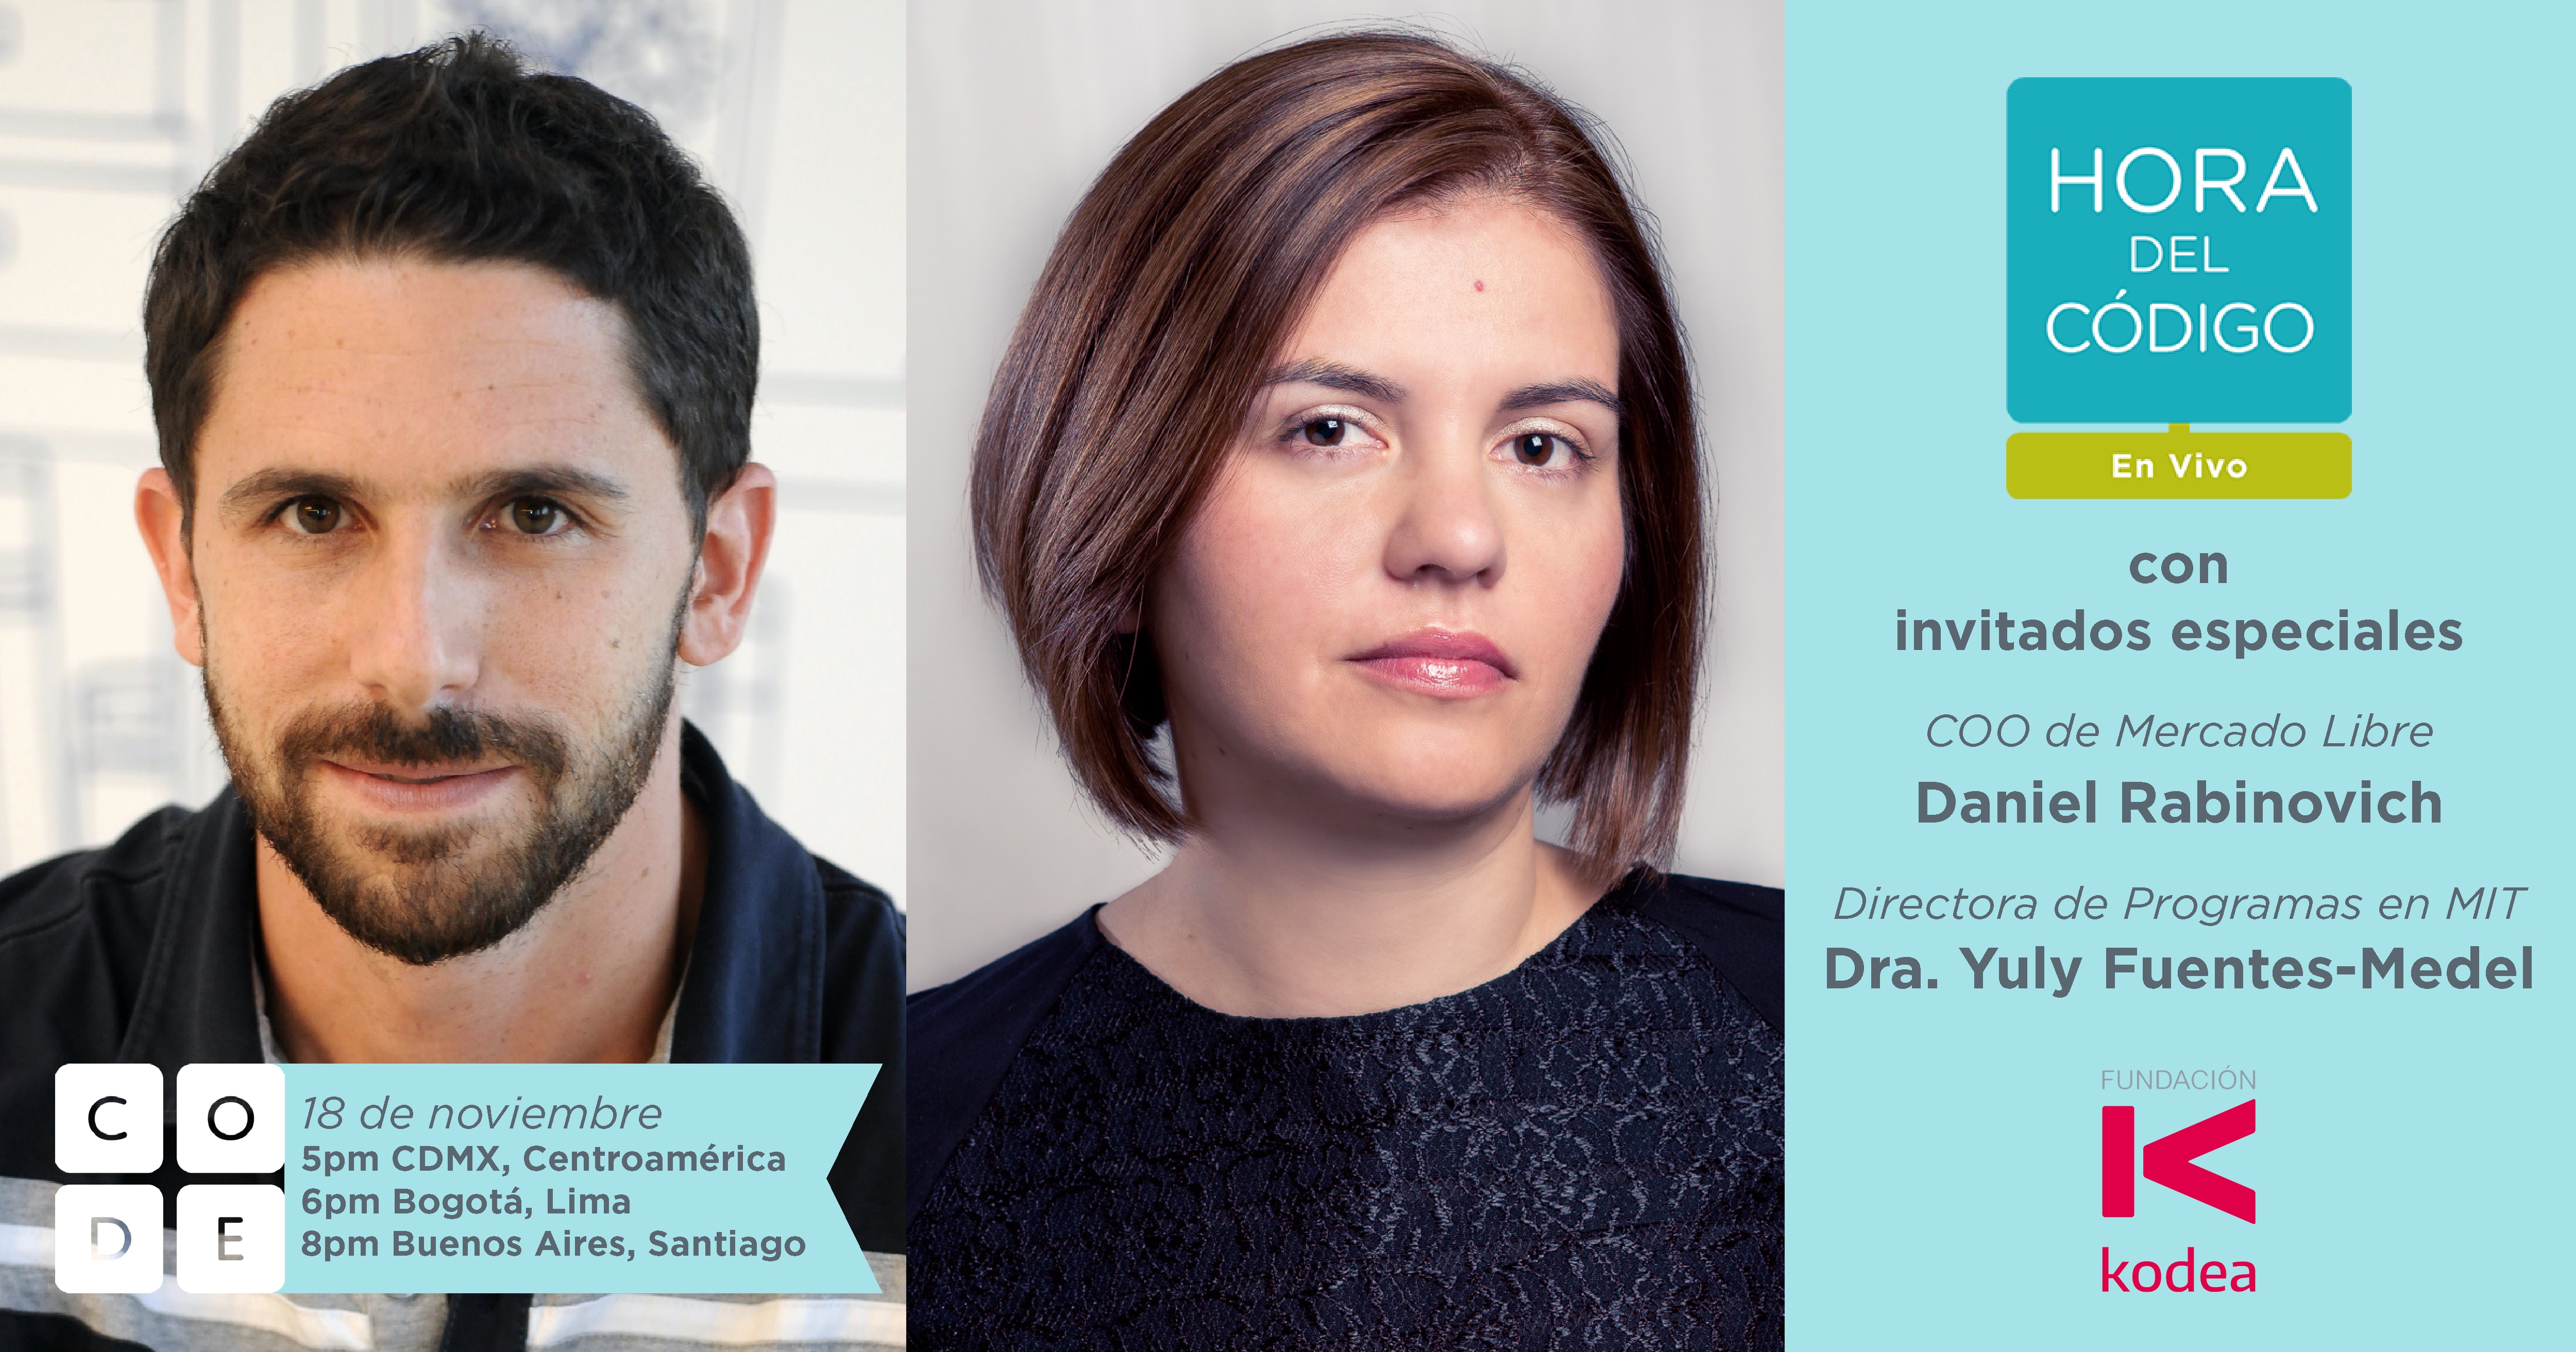 HORA
DEL
CÓDIGO
En Vivo
con
invitados especiales
COO de Mercado Libre
Daniel Rabinovich
Directora de Programas en MIT
Dra. Yuly Fuentes-Medel
FUNDACIÓN
kodea
C O
D E
18 de noviembre
5pm CDMX, Centroamérica
6pm Bogotá, Lima
8pm Buenos Aires, Santiago